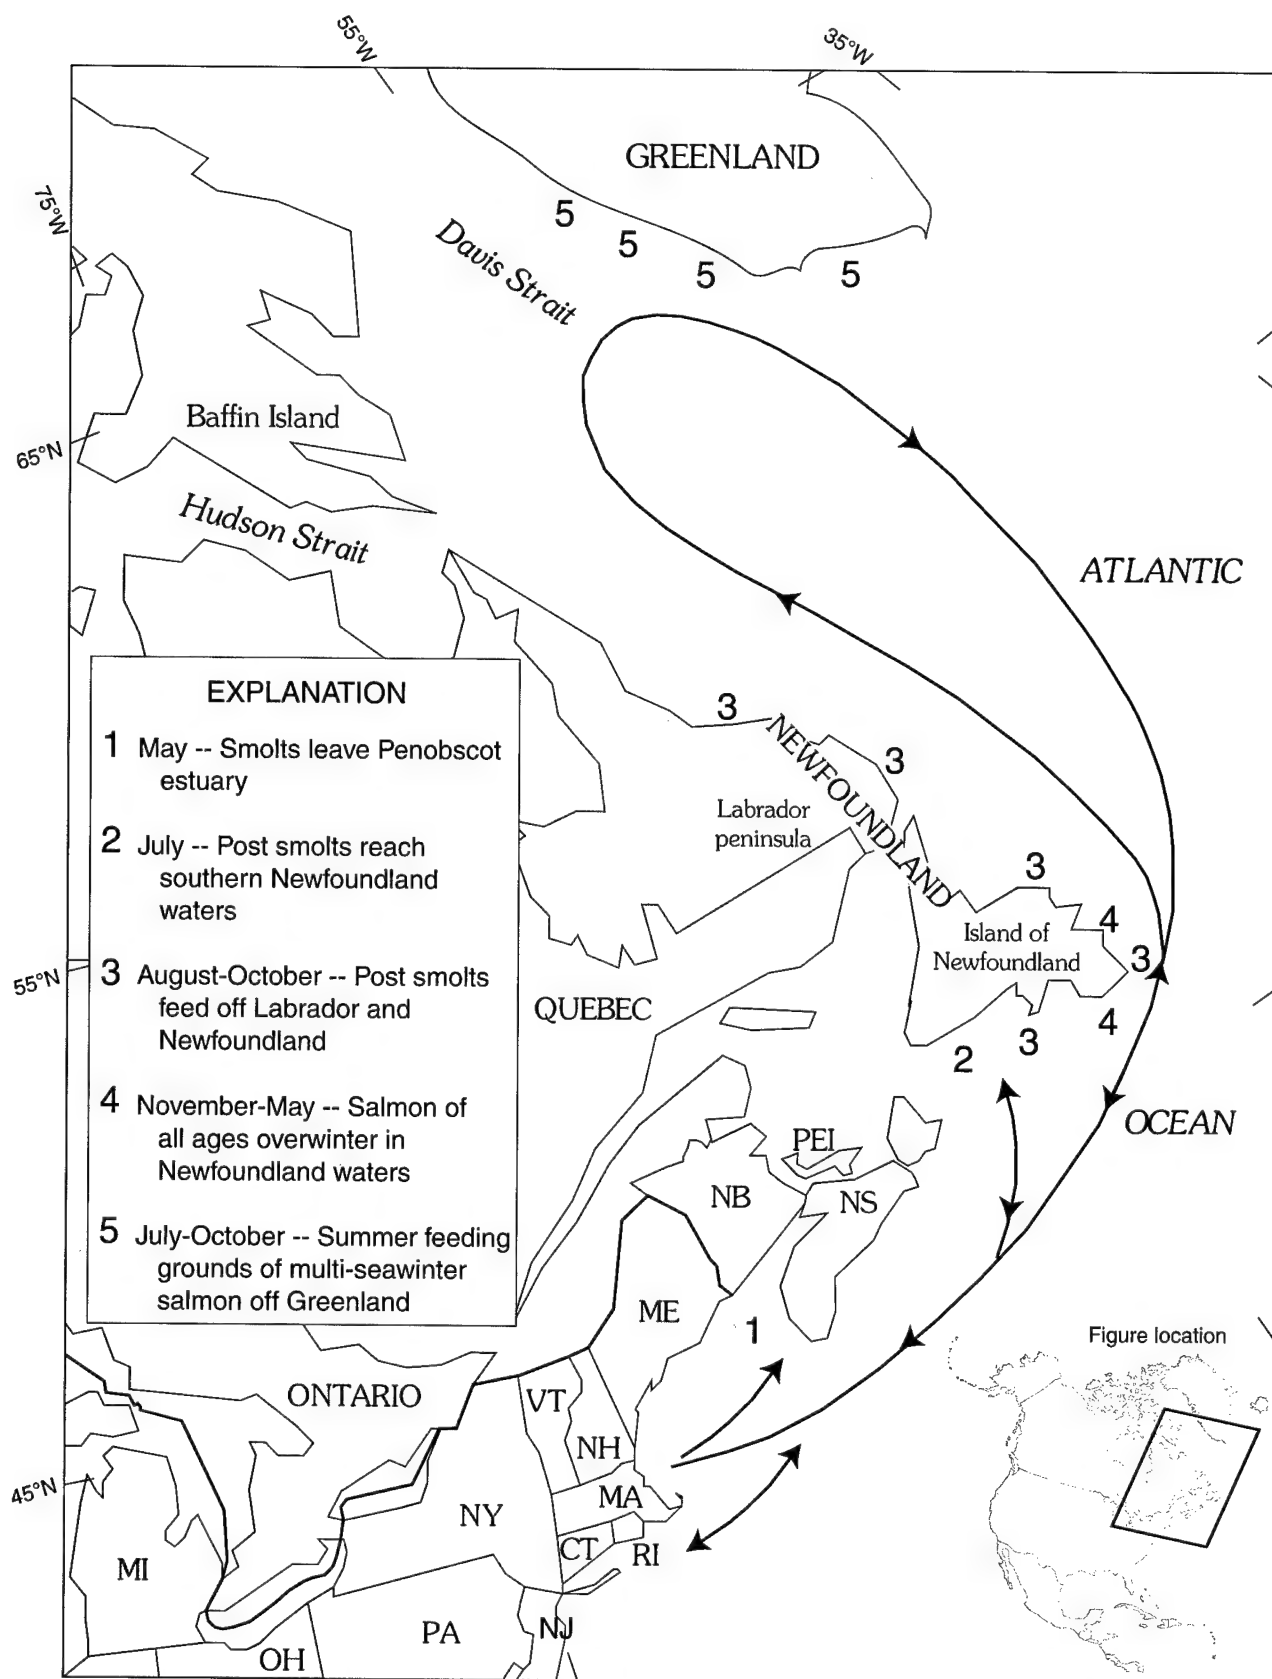 55°W
35°W
GREENLAND
75°W
5
5
5
5
Davis Strait
Baffin Island
65°N
Hudson Strait
ATLANTIC
EXPLANATION
1 May -- Smolts leave Penobscot
estuary
2 July -- Post smolts reach
southern Newfoundland
waters
3 August-October -- Post smolts
feed off Labrador and
Newfoundland
4 November-May -- Salmon of
all ages overwinter in
Newfoundland waters
5 July-October -- Summer feeding
grounds of multi-seawinter
salmon off Greenland
3
NEWFOUNDLAND
3
Labrador
peninsula
3
4
Island of
Newfoundland
3
55°N
QUEBEC
4
3
2
OCEAN
PEI
NB
NS
ME
1
Figure location
ONTARIO
VT
NH
45°N
MA
NY
CT
RI
MI
PA
NJ
OH